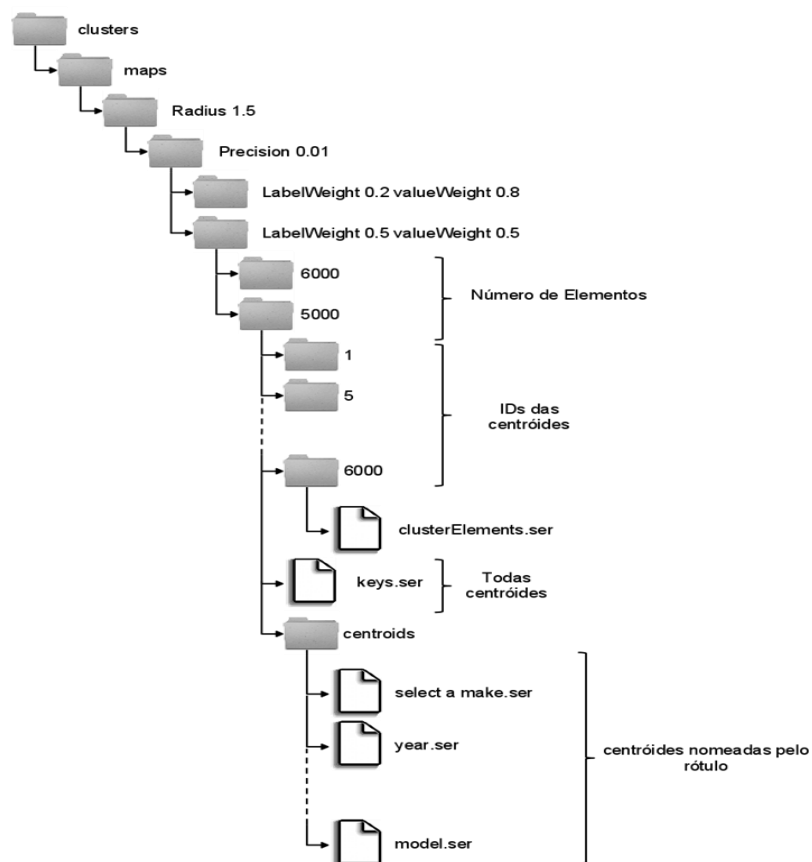 clusters
maps
Radius 1.5
Precision 0.01
LabelWeight 0.2 valueWeight 0.8
LabelWeight 0.5 valueWeight 0.5
6000
Número de Elementos
5000
1
5
IDs das
centróides
6000
clusterElements.ser
keys.ser
Todas
centróides
centroids
select a make.ser
year.ser
centróides nomeadas pelo
rótulo
model.ser